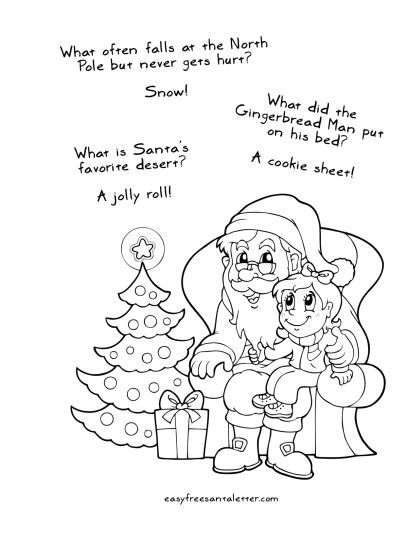 What often falls at the North
Pole but never gets hurt?
Snow!
What did the
Gingerbread Man put
on his bed?
A cookie sheet!
What is Santa's
favorite desert?
A jolly roll!
easyfreesantaletter.com